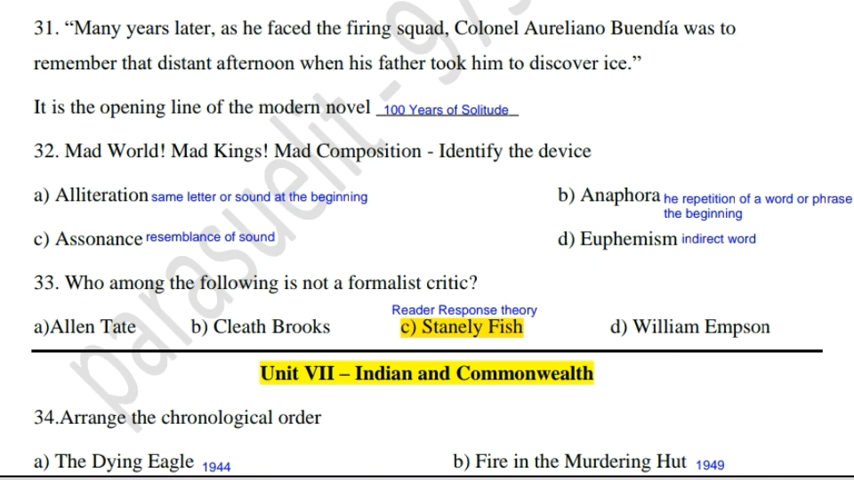 31. “Many years later, as he faced the firing squad, Colonel Aureliano Buendía was to
remember that distant afternoon when his father took him to discover ice.”
It is the opening line of the modern novel _100 Years of Solitude_
32. Mad World! Mad Kings! Mad Composition - Identify the device
a) Alliteration same letter or sound at the beginning b) Anaphora he repetition of a word or phrase
the beginning
c) Assonance resemblance of sound d) Euphemism indirect word
33. Who among the following is not a formalist critic?
Reader Response theory
a)Allen Tate b) Cleath Brooks c) Stanely Fish d) William Empson
Unit VII – Indian and Commonwealth
34.Arrange the chronological order
a) The Dying Eagle 1944 b) Fire in the Murdering Hut 1949